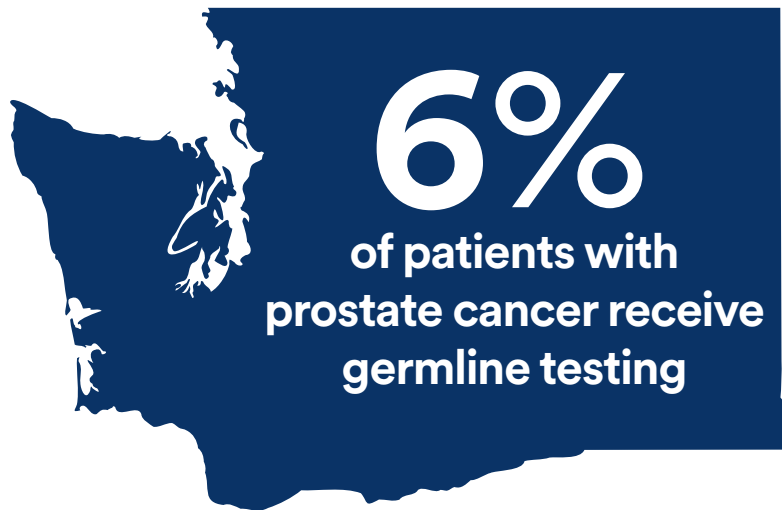 6%
of patients with
prostate cancer receive
germline testing